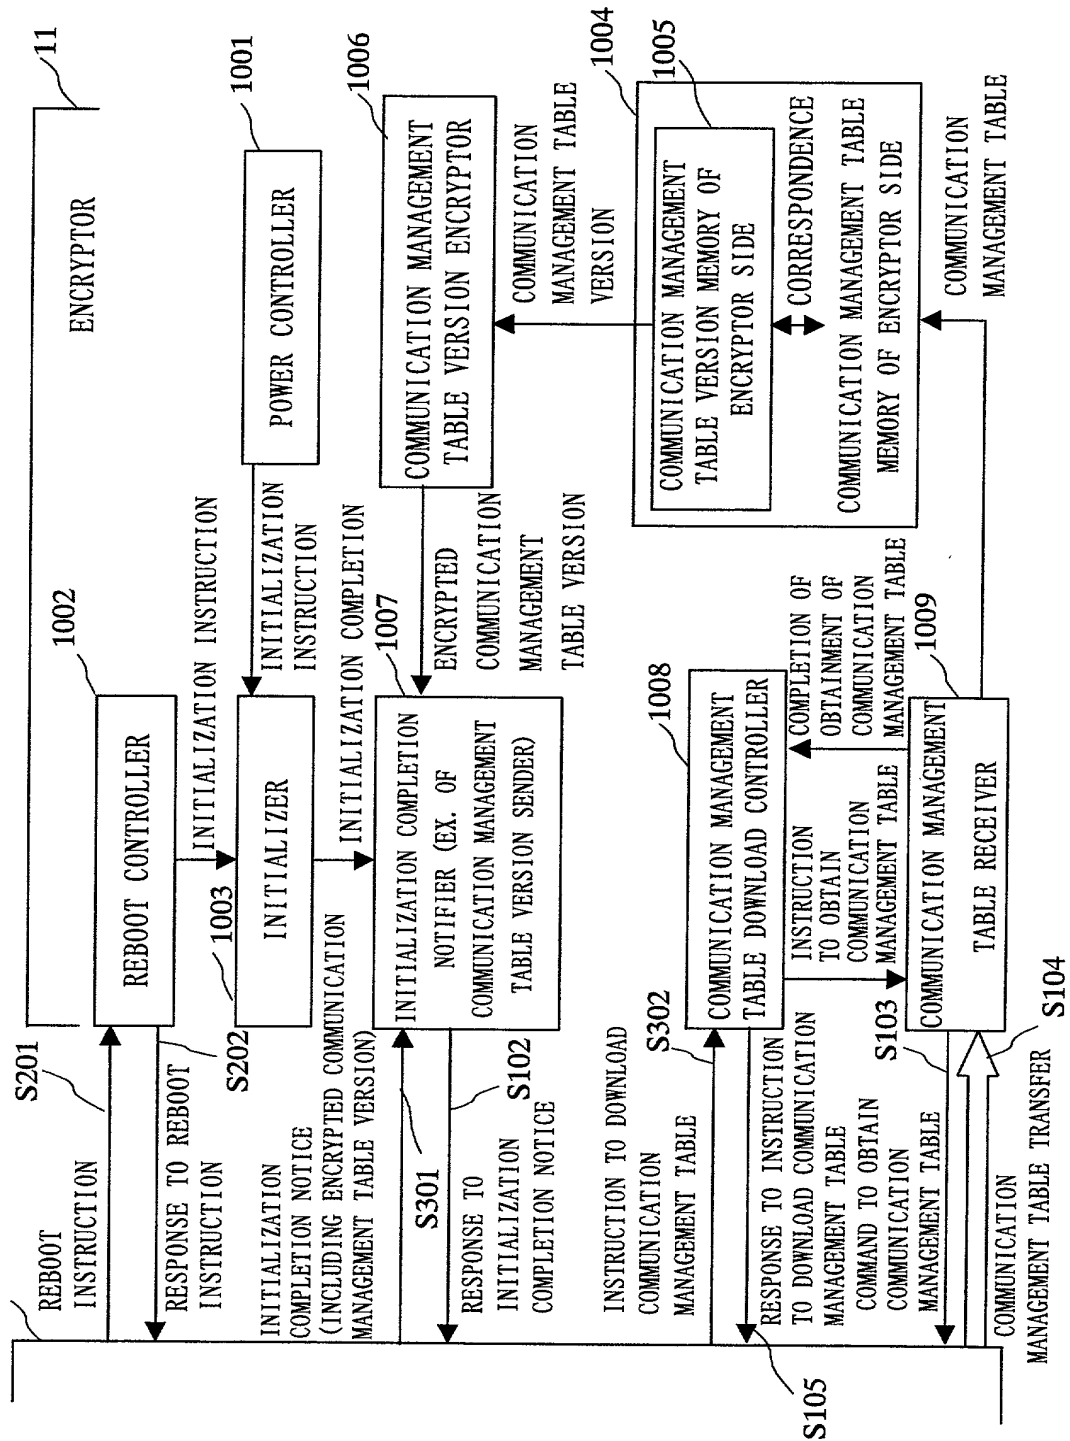 11
ENCRYPTOR
1002
REBOOT CONTROLLER
S201
REBOOT
INSTRUCTION
S202
RESPONSE TO REBOOT
INSTRUCTION
INITIALIZATION INSTRUCTION
1001
POWER CONTROLLER
INITIALIZATION
INSTRUCTION
1003
INITIALIZER
INITIALIZATION COMPLETION
1006
COMMUNICATION MANAGEMENT
TABLE VERSION ENCRYPTOR
ENCRYPTED
COMMUNICATION
MANAGEMENT
TABLE VERSION
1007
INITIALIZATION COMPLETION
NOTIFIER (EX. OF
COMMUNICATION MANAGEMENT
TABLE VERSION SENDER)
INITIALIZATION
COMPLETION NOTICE
(INCLUDING ENCRYPTED COMMUNICATION
MANAGEMENT TABLE VERSION)
S301
S102
RESPONSE TO
INITIALIZATION
COMPLETION NOTICE
COMMUNICATION
MANAGEMENT TABLE
VERSION
1004
1005
COMMUNICATION MANAGEMENT
TABLE VERSION MEMORY OF
ENCRYPTOR SIDE
CORRESPONDENCE
COMMUNICATION MANAGEMENT TABLE
MEMORY OF ENCRYPTOR SIDE
COMMUNICATION
MANAGEMENT TABLE
1008
COMMUNICATION MANAGEMENT
TABLE DOWNLOAD CONTROLLER
INSTRUCTION TO DOWNLOAD
COMMUNICATION
MANAGEMENT TABLE
S302
RESPONSE TO INSTRUCTION
TO DOWNLOAD COMMUNICATION
MANAGEMENT TABLE
S105
COMPLETION OF
OBTAINMENT OF
COMMUNICATION
MANAGEMENT TABLE
INSTRUCTION
TO OBTAIN
COMMUNICATION
MANAGEMENT TABLE
1009
COMMUNICATION MANAGEMENT
TABLE RECEIVER
COMMAND TO OBTAIN
COMMUNICATION
MANAGEMENT TABLE
S103
S104
COMMUNICATION
MANAGEMENT TABLE TRANSFER